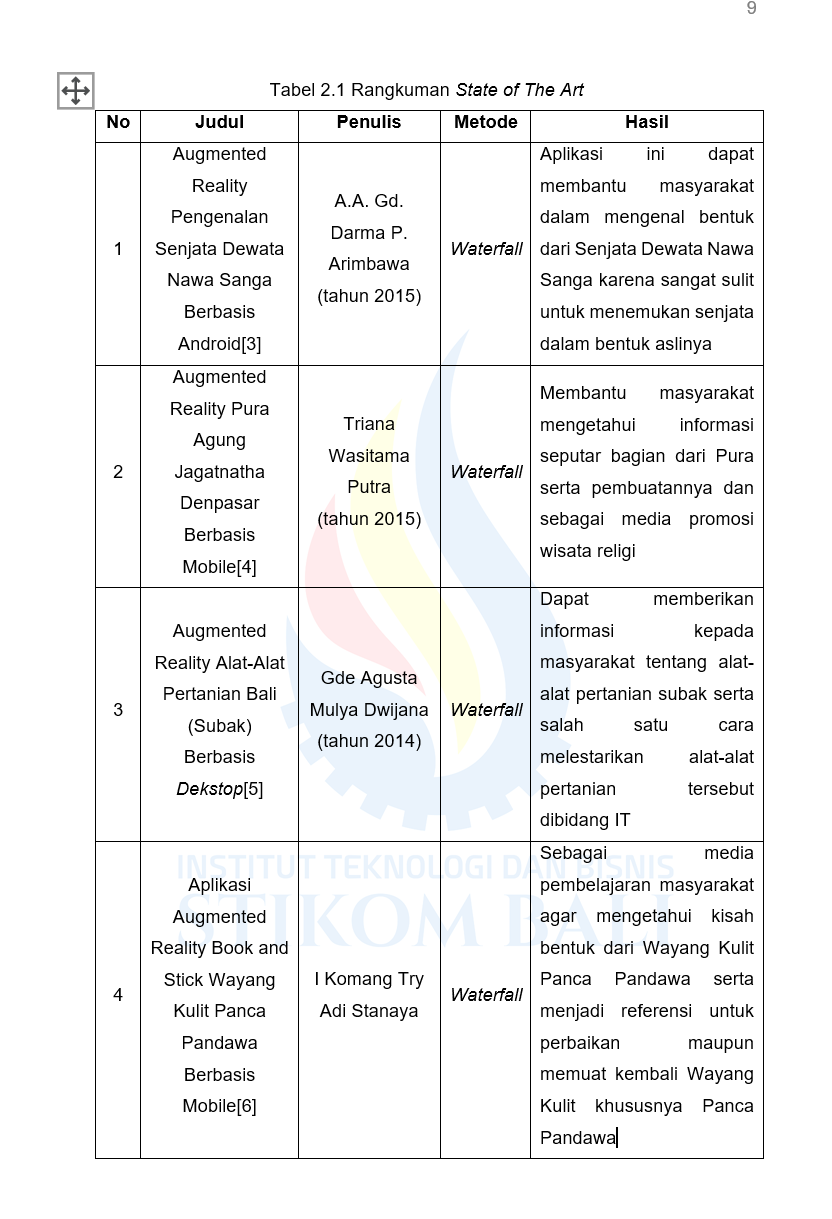 9
Tabel 2.1 Rangkuman State of The Art
No Judul Penulis Metode Hasil
1
Augmented
Reality
Pengenalan
Senjata Dewata
Nawa Sanga
Berbasis
Android[3]
A.A. Gd.
Darma P.
Arimbawa
(tahun 2015)
Waterfall
Aplikasi ini dapat
membantu masyarakat
dalam mengenal bentuk
dari Senjata Dewata Nawa
Sanga karena sangat sulit
untuk menemukan senjata
dalam bentuk aslinya
2
Augmented
Reality Pura
Agung
Jagatnatha
Denpasar
Berbasis
Mobile[4]
Triana
Wasitama
Putra
(tahun 2015)
Waterfall
Membantu masyarakat
mengetahui informasi
seputar bagian dari Pura
serta pembuatannya dan
sebagai media promosi
wisata religi
3
Augmented
Reality Alat-Alat
Pertanian Bali
(Subak)
Berbasis
Dekstop[5]
Gde Agusta
Mulya Dwijana
(tahun 2014)
Waterfall
Dapat memberikan
informasi kepada
masyarakat tentang alat-
alat pertanian subak serta
salah satu cara
melestarikan alat-alat
pertanian tersebut
dibidang IT
4
Aplikasi
Augmented
Reality Book and
Stick Wayang
Kulit Panca
Pandawa
Berbasis
Mobile[6]
I Komang Try
Adi Stanaya
Waterfall
Sebagai media
pembelajaran masyarakat
agar mengetahui kisah
bentuk dari Wayang Kulit
Panca Pandawa serta
menjadi referensi untuk
perbaikan maupun
memuat kembali Wayang
Kulit khususnya Panca
Pandawa
INSTITUT TEKNOLOGI DAN BISNIS
STIKOM BALI